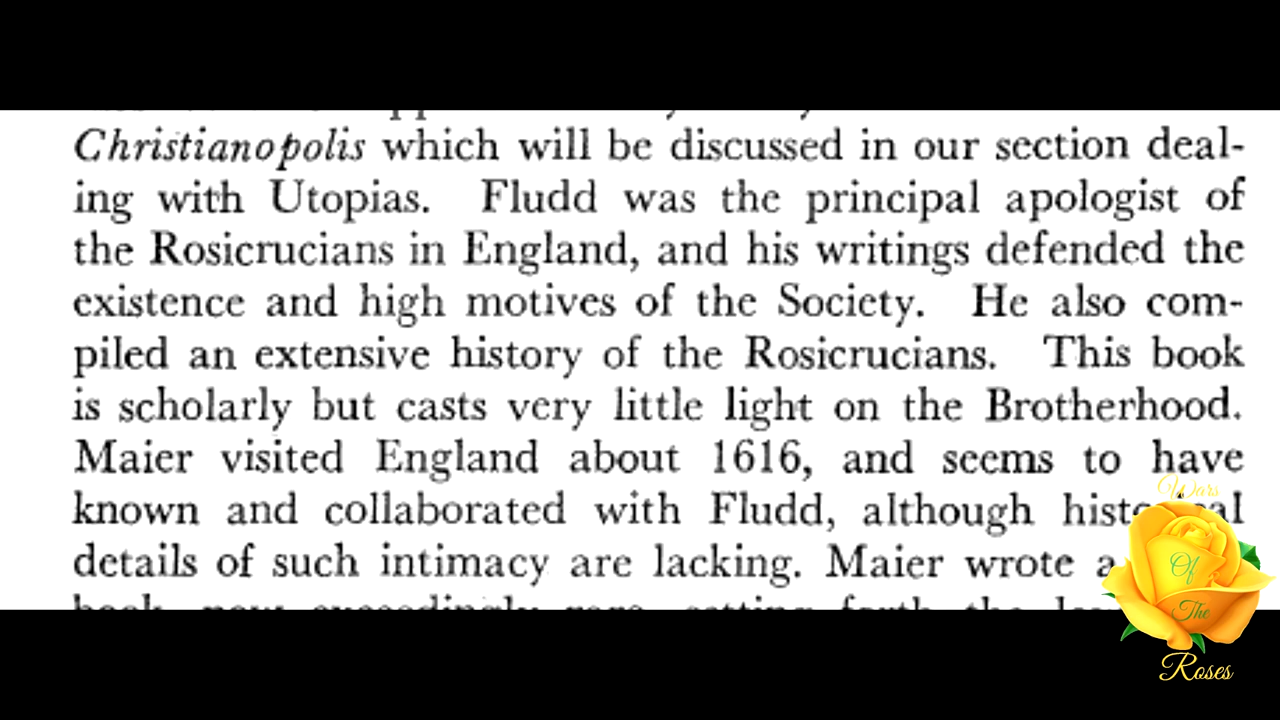 Christianopolis which will be discussed in our section deal-
ing with Utopias. Fludd was the principal apologist of
the Rosicrucians in England, and his writings defended the
existence and high motives of the Society. He also com-
piled an extensive history of the Rosicrucians. This book
is scholarly but casts very little light on the Brotherhood.
Maier visited England about 1616, and seems to have
known and collaborated with Fludd, although
details of such intimacy are lacking. Maier wrote a
Wars
Of
The
Roses